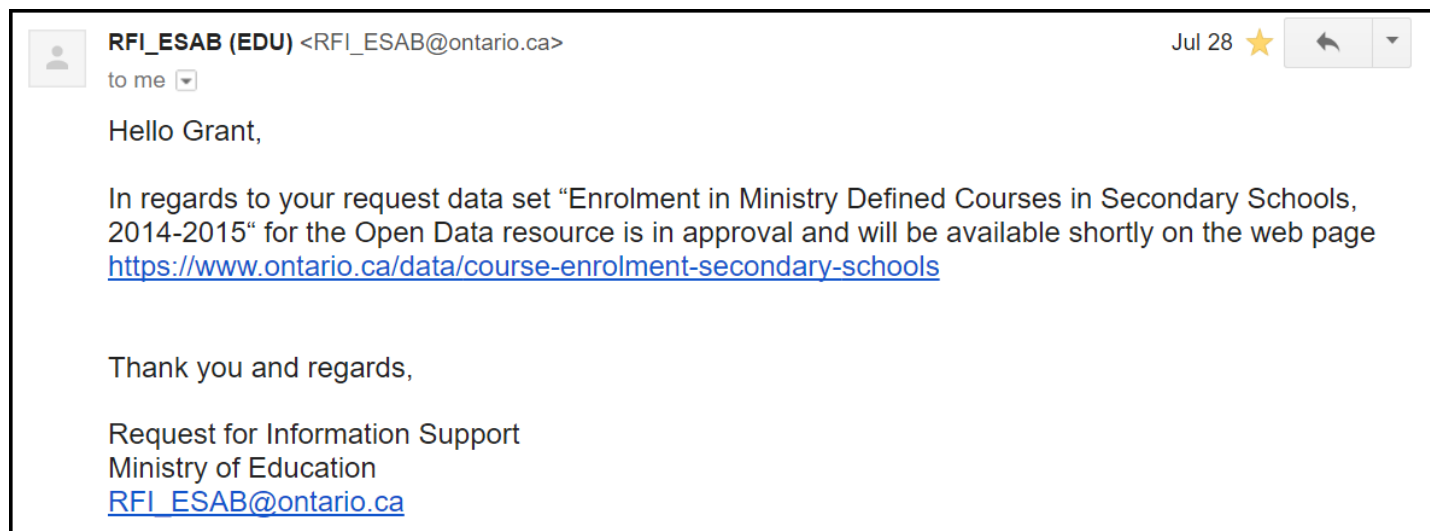 RFI_ESAB (EDU) <RFI_ESAB@ontario.ca> Jul 28
to me
Hello Grant,
In regards to your request data set “Enrolment in Ministry Defined Courses in Secondary Schools,
2014-2015“ for the Open Data resource is in approval and will be available shortly on the web page
https://www.ontario.ca/data/course-enrolment-secondary-schools
Thank you and regards,
Request for Information Support
Ministry of Education
RFI_ESAB@ontario.ca